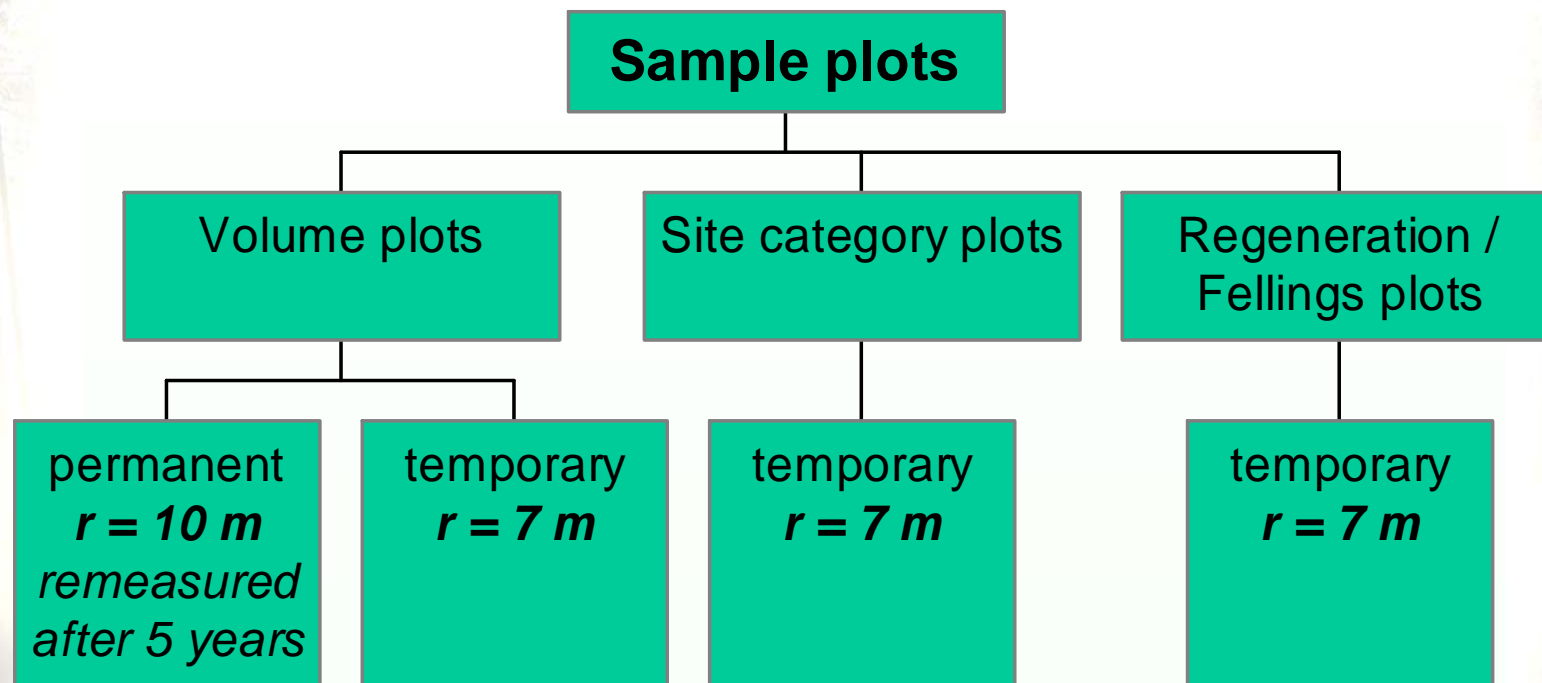 Sample plots
Volume plots
Site category plots
Regeneration /
Fellings plots
permanent
r = 10 m
remeasured
after 5 years
temporary
r = 7 m
temporary
r = 7 m
temporary
r = 7 m